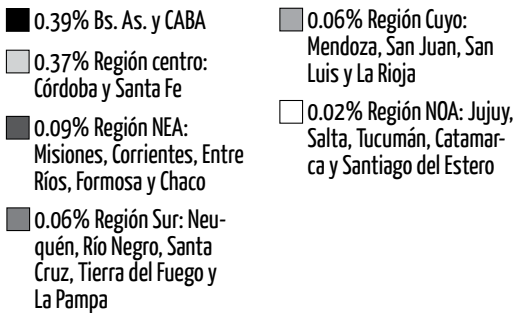 0.39% Bs. As. y CABA
0.37% Región centro:
Córdoba y Santa Fe
0.09% Región NEA:
Misiones, Corrientes, Entre
Ríos, Formosa y Chaco
0.06% Región Sur: Neu-
quén, Río Negro, Santa
Cruz, Tierra del Fuego y
La Pampa
0.06% Región Cuyo:
Mendoza, San Juan, San
Luis y La Rioja
0.02% Región NOA: Jujuy,
Salta, Tucumán, Catamar-
ca y Santiago del Estero